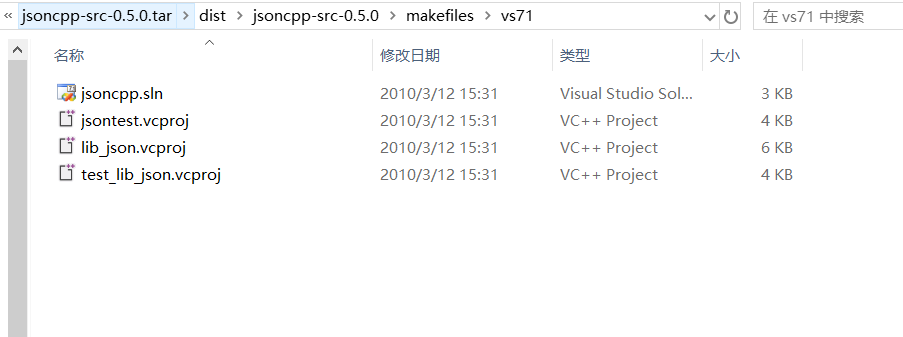 « jsoncpp-src-0.5.0.tar > dist > jsoncpp-src-0.5.0 > makefiles > vs71 在 vs71 中搜索
名称 修改日期 类型 大小
jsoncpp.sln 2010/3/12 15:31 Visual Studio Sol... 3 KB
jsontest.vcproj 2010/3/12 15:31 VC++ Project 4 KB
lib_json.vcproj 2010/3/12 15:31 VC++ Project 6 KB
test_lib_json.vcproj 2010/3/12 15:31 VC++ Project 4 KB